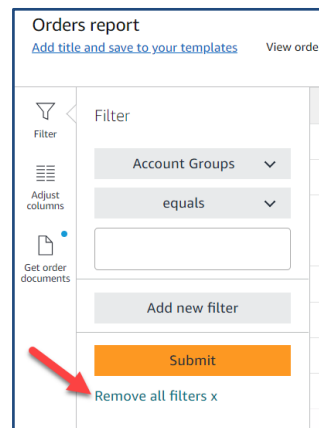 Orders report
Add title and save to your templates View orde
Filter
Adjust
columns
Get order
documents
Filter
Account Groups
equals
Add new filter
Submit
Remove all filters x